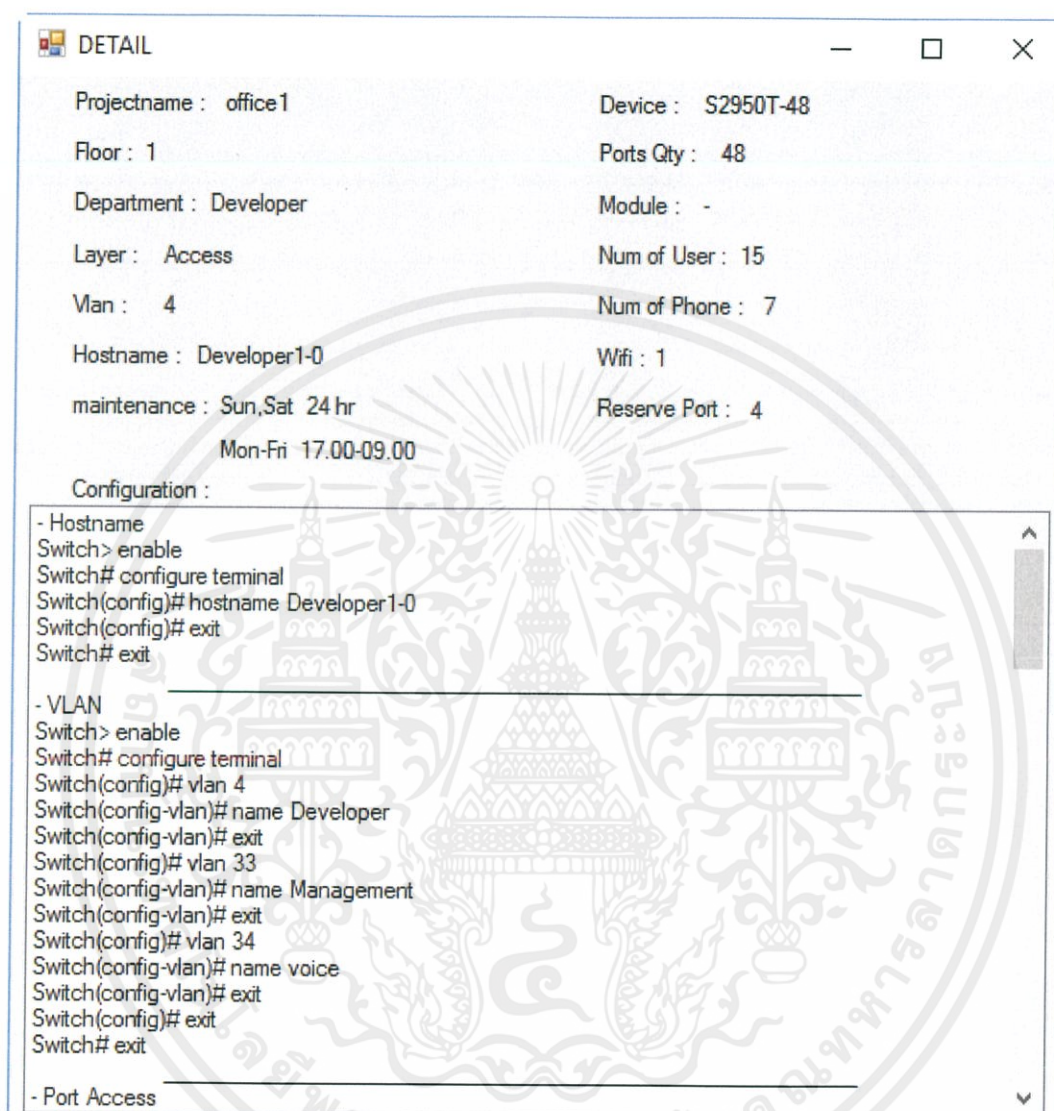 DETAIL
Projectname : office1
Device : S2950T-48
Floor : 1
Ports Qty : 48
Department : Developer
Module : -
Layer : Access
Num of User : 15
Vlan : 4
Num of Phone : 7
Hostname : Developer1-0
Wifi : 1
maintenance : Sun,Sat 24 hr
Reserve Port : 4
Mon-Fri 17.00-09.00
Configuration :
- Hostname
Switch> enable
Switch# configure terminal
Switch(config)# hostname Developer1-0
Switch(config)# exit
Switch# exit
- VLAN
Switch> enable
Switch# configure terminal
Switch(config)# vlan 4
Switch(config-vlan)# name Developer
Switch(config-vlan)# exit
Switch(config)# vlan 33
Switch(config-vlan)# name Management
Switch(config-vlan)# exit
Switch(config)# vlan 34
Switch(config-vlan)# name voice
Switch(config-vlan)# exit
Switch(config)# exit
Switch# exit
- Port Access